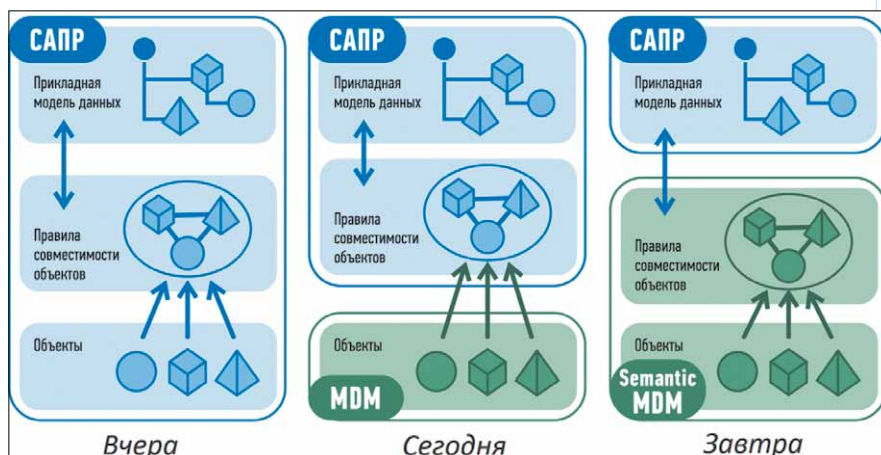 САПР
Прикладная
модель данных
Правила
совместимости
объектов
Объекты
Вчера
САПР
Прикладная
модель данных
Правила
совместимости
объектов
Объекты
MDM
Сегодня
САПР
Прикладная
модель данных
Правила
совместимости
объектов
Объекты
Semantic
MDM
Завтра